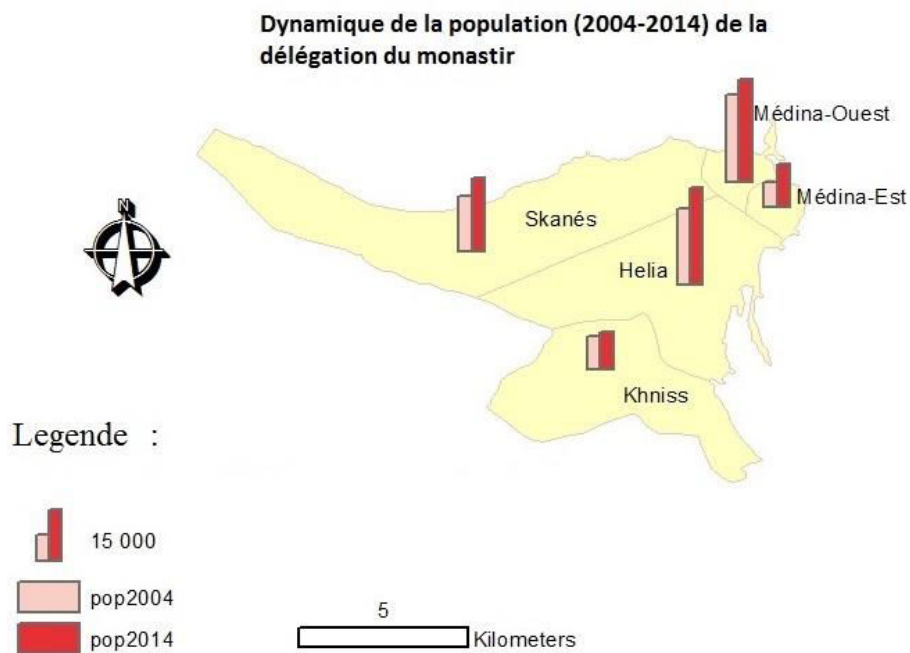 Dynamique de la population (2004-2014) de la
délégation du monastir
Médina-Ouest
Médina-Est
Skanés
Helia
N
Khniss
Legende :
15 000
pop2004
pop2014
5
Kilometers